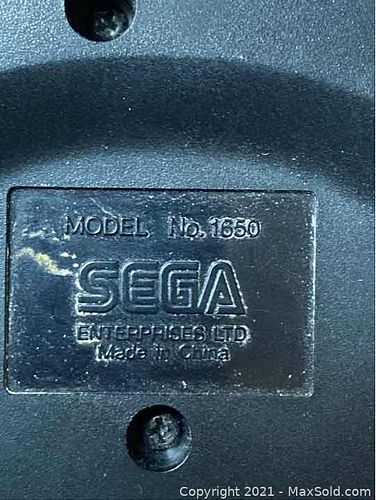 MODEL No. 1650
SEGA
ENTERPRISES LTD.
Made in China
Copyright 2021 - MaxSold.com